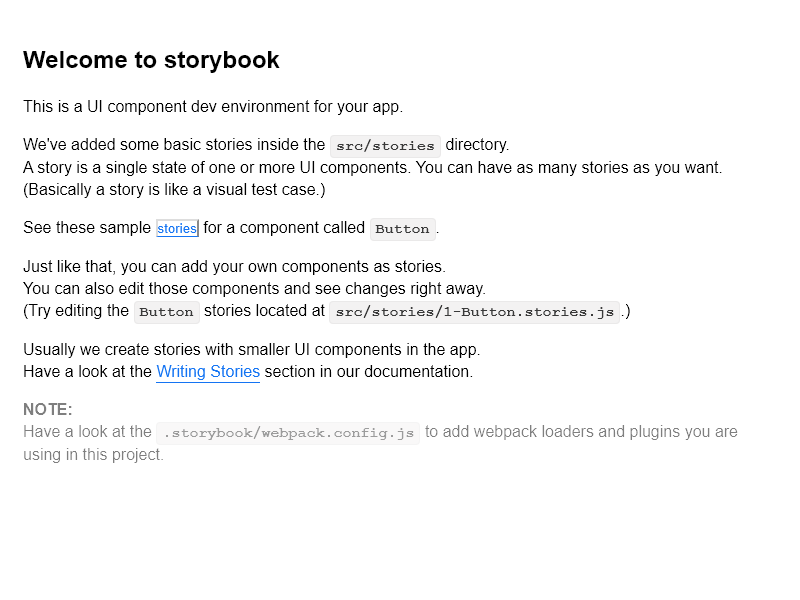 Welcome to storybook
This is a UI component dev environment for your app.
We've added some basic stories inside the src/stories directory.
A story is a single state of one or more UI components. You can have as many stories as you want.
(Basically a story is like a visual test case.)
See these sample stories for a component called Button.
Just like that, you can add your own components as stories.
You can also edit those components and see changes right away.
(Try editing the Button stories located at src/stories/1-Button.stories.js.)
Usually we create stories with smaller UI components in the app.
Have a look at the Writing Stories section in our documentation.
NOTE:
Have a look at the .storybook/webpack.config.js to add webpack loaders and plugins you are
using in this project.